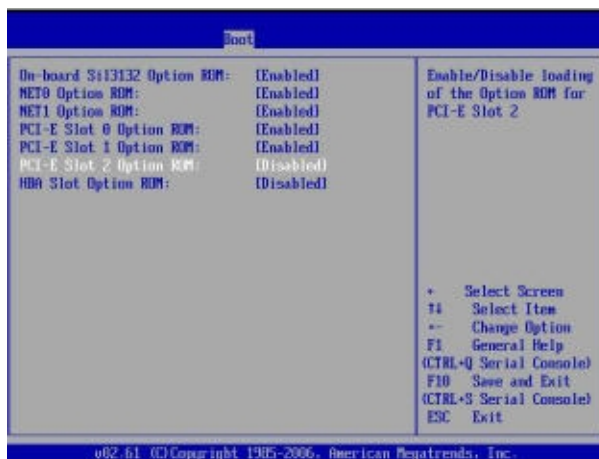 Boot
On-board Sil3132 Option ROM: [Enabled]
NET0 Option ROM: [Enabled]
NET1 Option ROM: [Enabled]
PCI-E Slot 0 Option ROM: [Enabled]
PCI-E Slot 1 Option ROM: [Enabled]
PCI-E Slot 2 Option ROM: [Disabled]
HBA Slot Option ROM: [Disabled]
Enable/Disable loading
of the Option ROM for
PCI-E Slot 2
Select Screen
↑↓ Select Item
+- Change Option
F1 General Help
(CTRL+Q Serial Console)
F10 Save and Exit
(CTRL+S Serial Console)
ESC Exit
v02.61 (C)Copyright 1985-2006, American Megatrends, Inc.